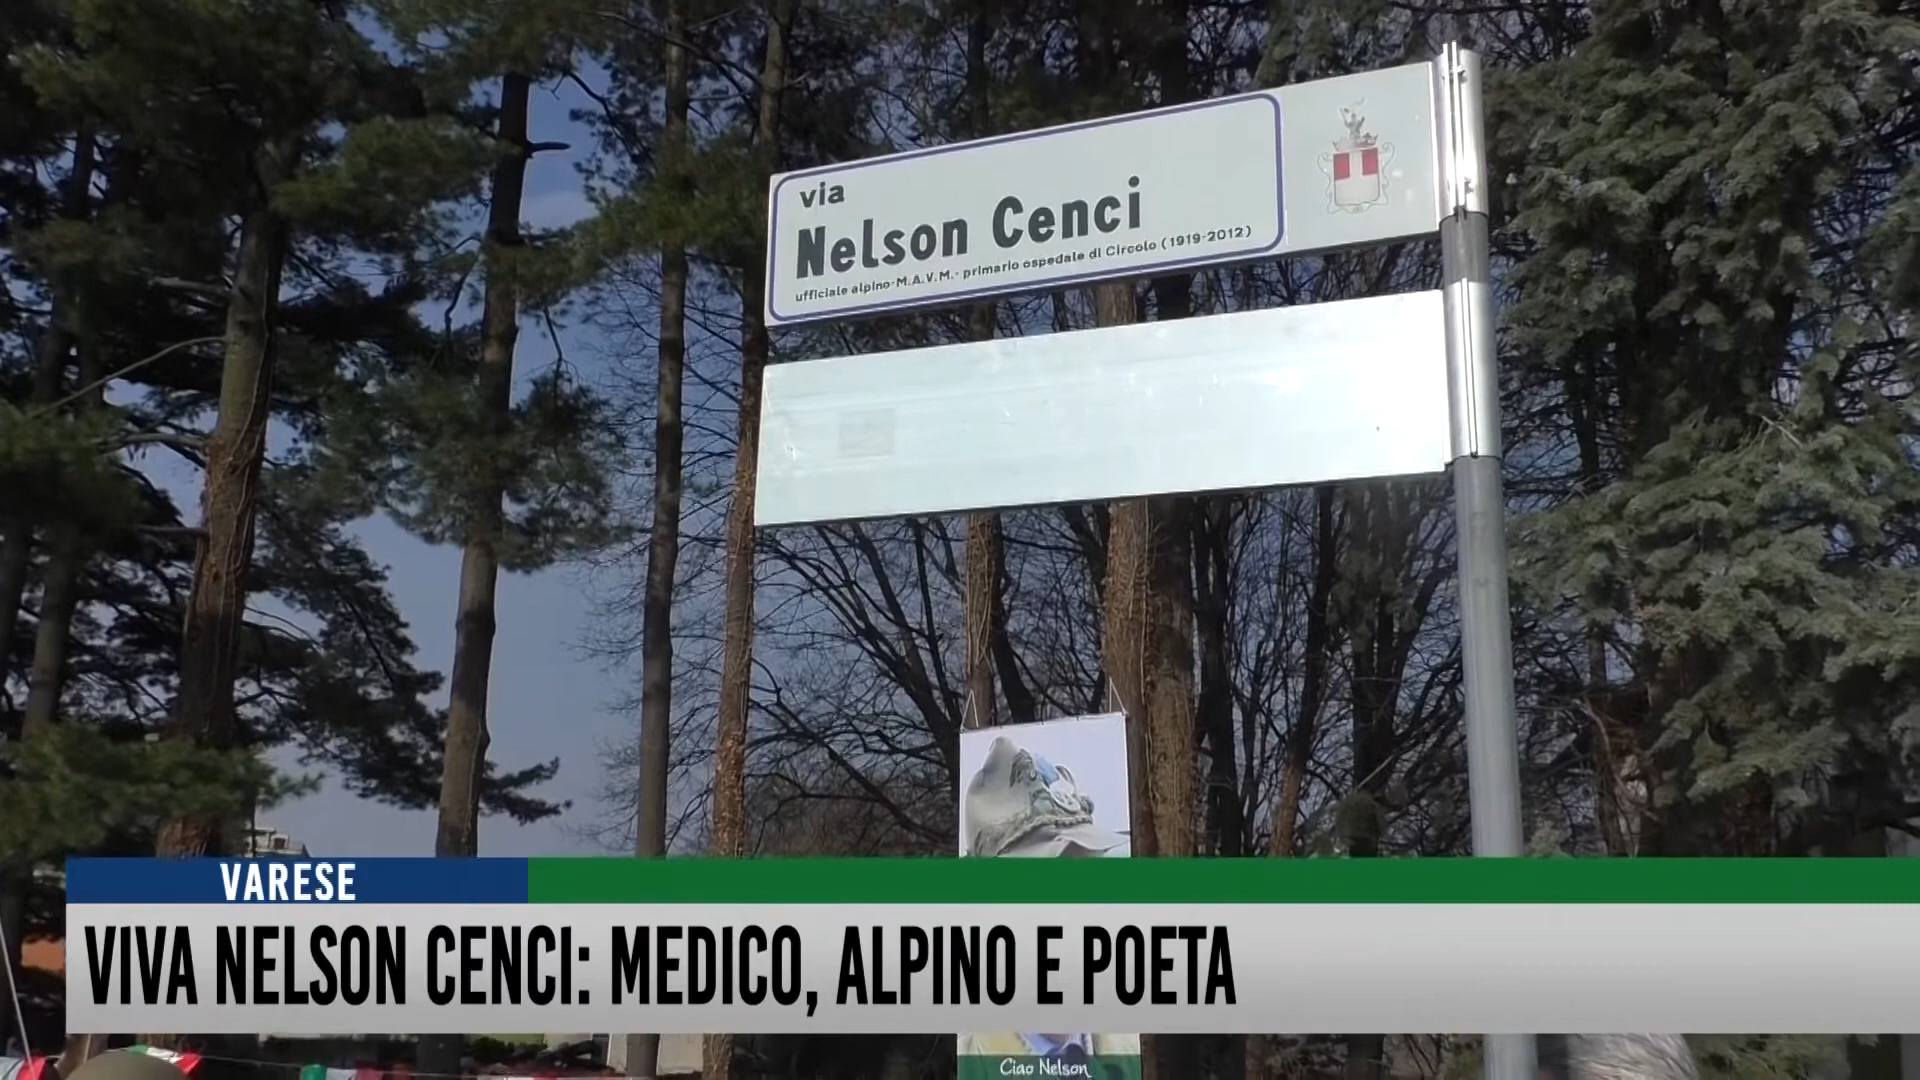 via
Nelson Cenci
ufficiale alpino-M.A.V.M.- primario ospedale di Circolo (1919-2012)
VARESE
VIVA NELSON CENCI: MEDICO, ALPINO E POETA
Ciao Nelson